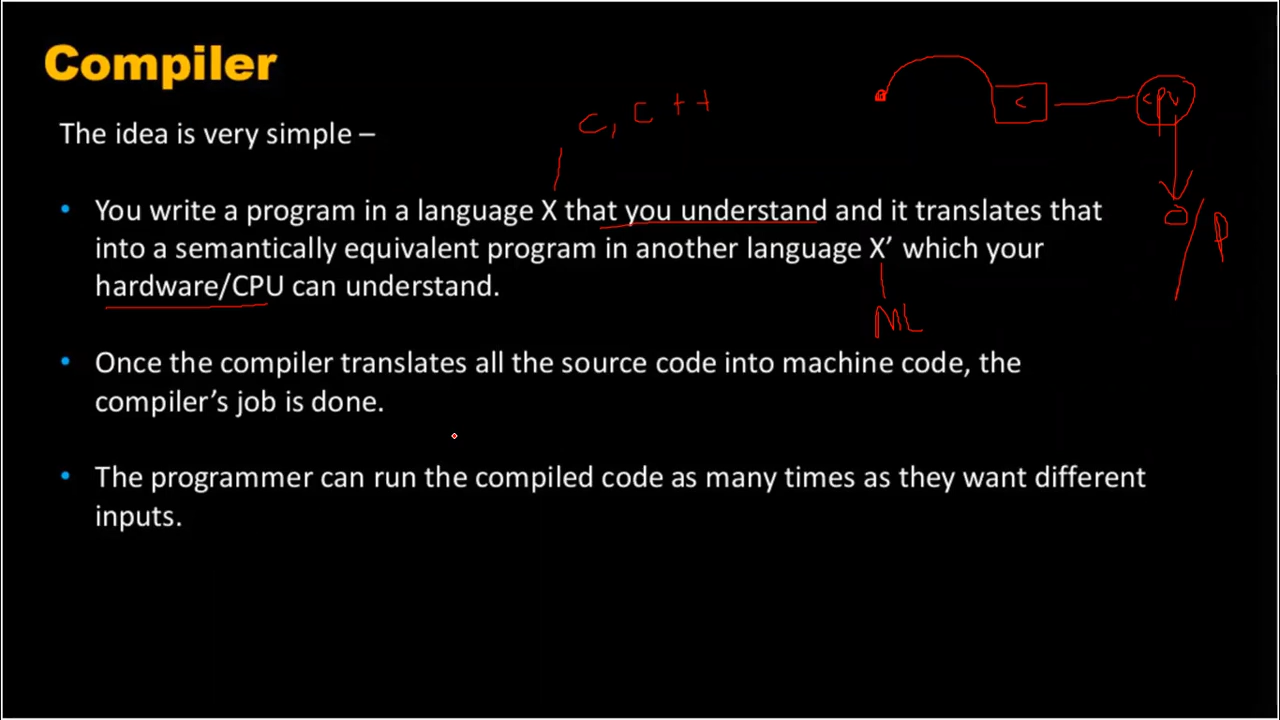 Compiler
The idea is very simple –
C, C++
C
CPU
O/P
• You write a program in a language X that you understand and it translates that
into a semantically equivalent program in another language X’ which your
hardware/CPU can understand.
ML
• Once the compiler translates all the source code into machine code, the
compiler’s job is done.
• The programmer can run the compiled code as many times as they want different
inputs.